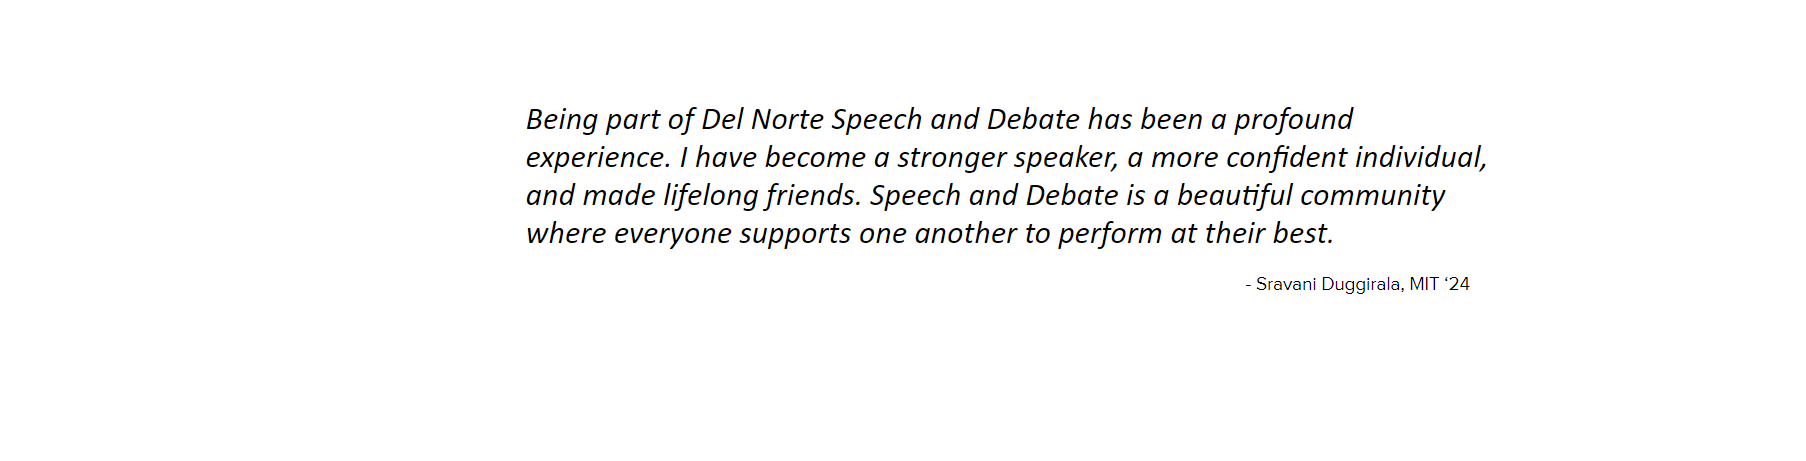 Being part of Del Norte Speech and Debate has been a profound
experience. I have become a stronger speaker, a more confident individual,
and made lifelong friends. Speech and Debate is a beautiful community
where everyone supports one another to perform at their best.
- Sravani Duggirala, MIT ‘24